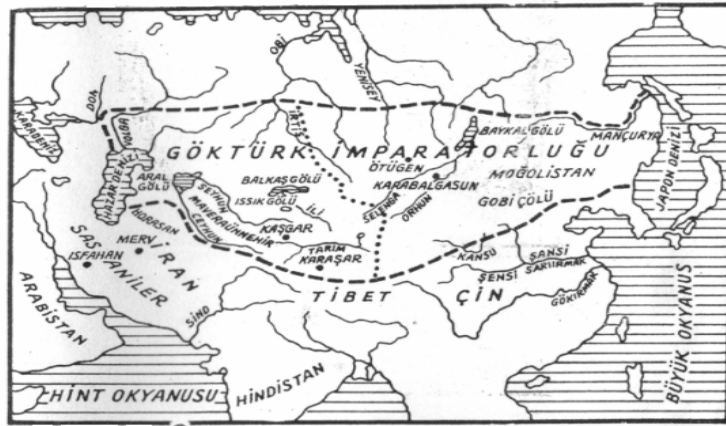 OBİ
YENİSEY
DON
VOLGA
KARADENİZ
İRTİŞ
BAYKAL GÖLÜ
MANÇURYA
GÖKTÜRK İMPARATORLUĞU
HAZAR DENİZİ
ARAL GÖLÜ
BALKAŞ GÖLÜ
ISSIK GÖLÜ
İLİ
ÖTÜGEN
KARABALGASUN
MOĞOLİSTAN
SELENGA
ORHUN
GOBİ ÇÖLÜ
JAPON DENİZİ
SEYHUN
MAVERAÜNNEHİR
CEYHUN
HORASAN
KAŞGAR
TARIM
KARAŞAR
KANSU
ŞANSİ
SARIIRMAK
ŞENSİ
GÖKIRMAK
MERV
İRAN
SASANİLER
ISFAHAN
SİND
TİBET
ÇİN
ARABİSTAN
HİNT OKYANUSU
HİNDİSTAN
BÜYÜK OKYANUS